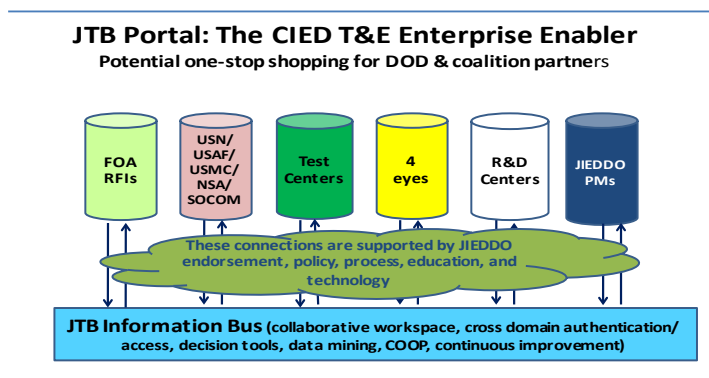 JTB Portal: The CIED T&E Enterprise Enabler
Potential one-stop shopping for DOD & coalition partners
FOA
RFIs
USN/
USAF/
USMC/
NSA/
SOCOM
Test
Centers
4
eyes
R&D
Centers
JIEDDO
PMs
These connections are supported by JIEDDO
endorsement, policy, process, education, and
technology
JTB Information Bus (collaborative workspace, cross domain authentication/
access, decision tools, data mining, COOP, continuous improvement)